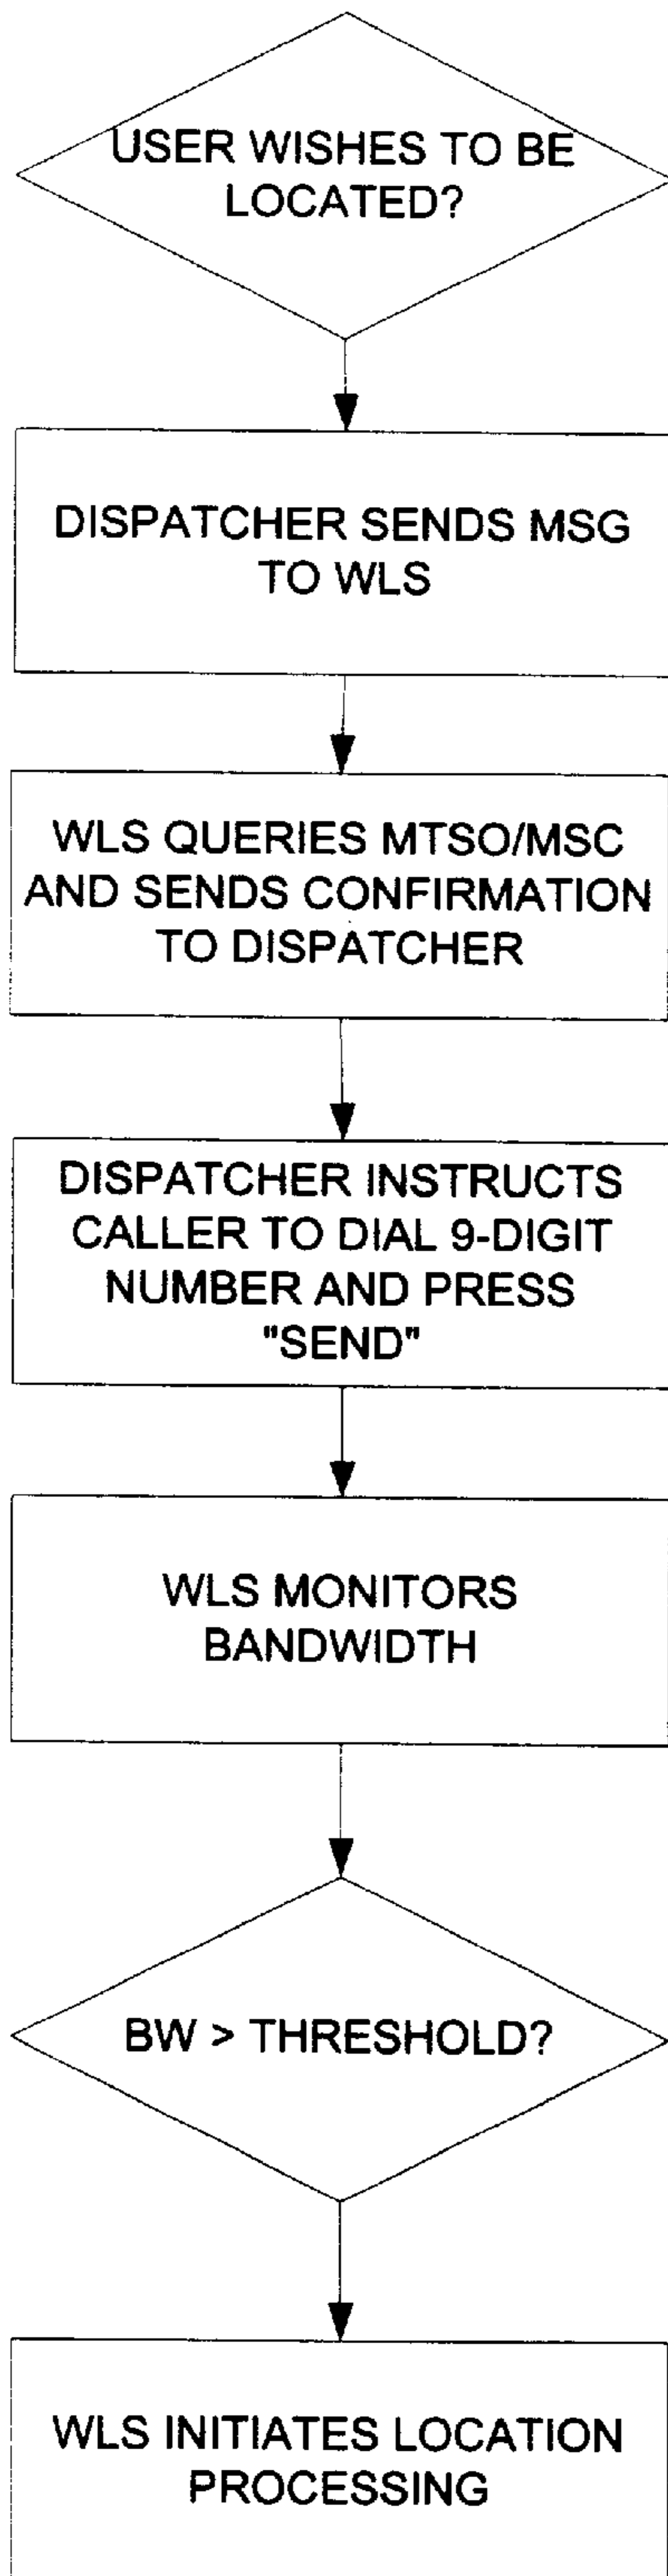 USER WISHES TO BE
LOCATED?
DISPATCHER SENDS MSG
TO WLS
WLS QUERIES MTSO/MSC
AND SENDS CONFIRMATION
TO DISPATCHER
DISPATCHER INSTRUCTS
CALLER TO DIAL 9-DIGIT
NUMBER AND PRESS
"SEND"
WLS MONITORS
BANDWIDTH
BW > THRESHOLD?
WLS INITIATES LOCATION
PROCESSING